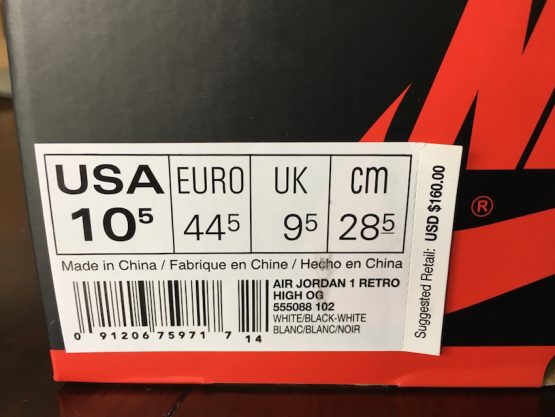 USA EURO UK cm
10⁵ 44⁵ 9⁵ 28⁵
Made in China / Fabrique en Chine / Hecho en China
AIR JORDAN 1 RETRO
HIGH OG
555088 102
WHITE/BLACK-WHITE
BLANC/BLANC/NOIR
0 91206 75971 7 14
Suggested Retail: USD $160.00
®